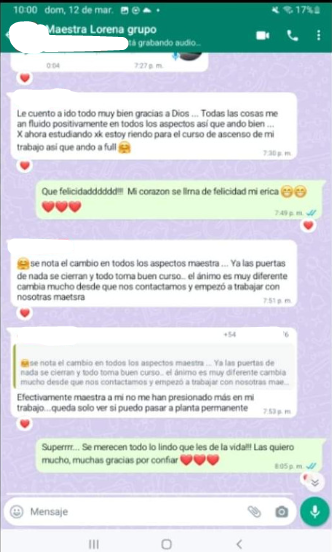 10:00 dom, 12 de mar. 17%
Maestra Lorena grupo
tá grabando audio...
0:54 7:27 p. m.
Le cuento a ido todo muy bien gracias a Dios ... Todas las cosas me
an fluido positivamente en todos los aspectos así que ando bien ...
X ahora estudiando xk estoy riendo para el curso de ascenso de mi
trabajo así que ando a full 🤗
7:30 p. m.
Que felicidadddddd!!! Mi corazon se llrna de felicidad mi erica 😁😁
❤❤❤
7:49 p. m.
🤗se nota el cambio en todos los aspectos maestra ... Ya las puertas
de nada se cierran y todo toma buen curso.. el ánimo es muy diferente
cambia mucho desde que nos contactamos y empezó a trabajar con
nosotras maetsra
7:51 p. m.
+54 '6
🤗se nota el cambio en todos los aspectos maestra ... Ya las puertas de
nada se cierran y todo toma buen curso.. el ánimo es muy diferente cambia
mucho desde que nos contactamos y empezó a trabajar con nosotras mae...
Efectivamente maestra a mi no me han presionado más en mi
trabajo...queda solo ver si puedo pasar a planta permanente
7:53 p. m.
Superrrr.... Se merecen todo lo lindo que les de la vida!!! Las quiero
mucho, muchas gracias por confiar ❤❤❤
8:05 p. m.
Mensaje